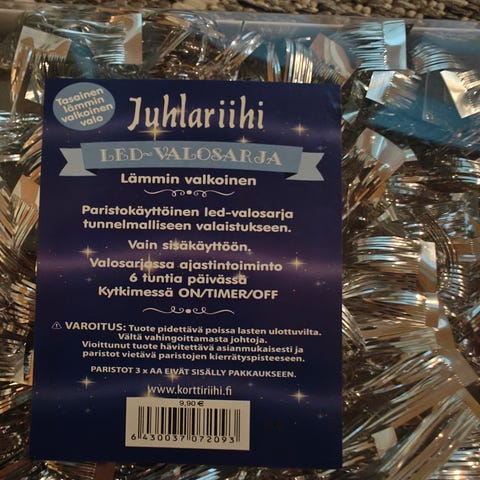 Tasainen
lämmin
valkoinen
valo
Juhlariihi
LED-VALOSARJA
Lämmin valkoinen
Paristokäyttöinen led-valosarja
tunnelmalliseen valaistukseen.
Vain sisäkäyttöön.
Valosarjassa ajastintoiminto
6 tuntia päivässä
Kytkimessä ON/TIMER/OFF
⚠ VAROITUS: Tuote pidettävä poissa lasten ulottuvilta.
Vältä vahingoittamasta johtoja.
Vioittunut tuote hävitettävä asianmukaisesti ja
paristot vietävä paristojen kierrätyspisteeseen.
PARISTOT 3 x AA EIVÄT SISÄLLY PAKKAUKSEEN.
www.korttiriihi.fi
9,90 €
6 430037 072093